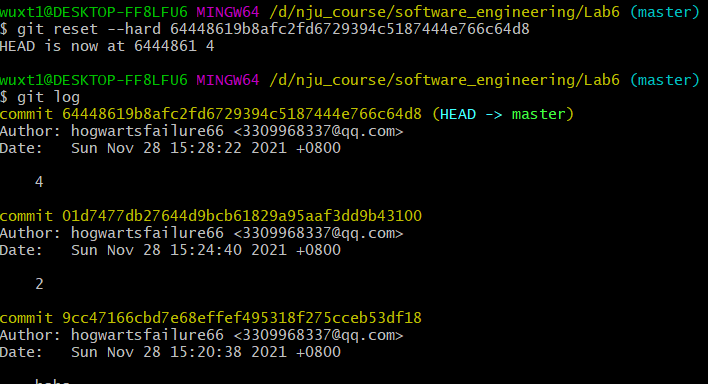 wuxt1@DESKTOP-FF8LFU6 MINGW64 /d/nju_course/software_engineering/Lab6 (master)
$ git reset --hard 64448619b8afc2fd6729394c5187444e766c64d8
HEAD is now at 6444861 4
wuxt1@DESKTOP-FF8LFU6 MINGW64 /d/nju_course/software_engineering/Lab6 (master)
$ git log
commit 64448619b8afc2fd6729394c5187444e766c64d8 (HEAD -> master)
Author: hogwartsfailure66 <3309968337@qq.com>
Date:   Sun Nov 28 15:28:22 2021 +0800
4
commit 01d7477db27644d9bcb61829a95aaf3dd9b43100
Author: hogwartsfailure66 <3309968337@qq.com>
Date:   Sun Nov 28 15:24:40 2021 +0800
2
commit 9cc47166cbd7e68effef495318f275cceb53df18
Author: hogwartsfailure66 <3309968337@qq.com>
Date:   Sun Nov 28 15:20:38 2021 +0800